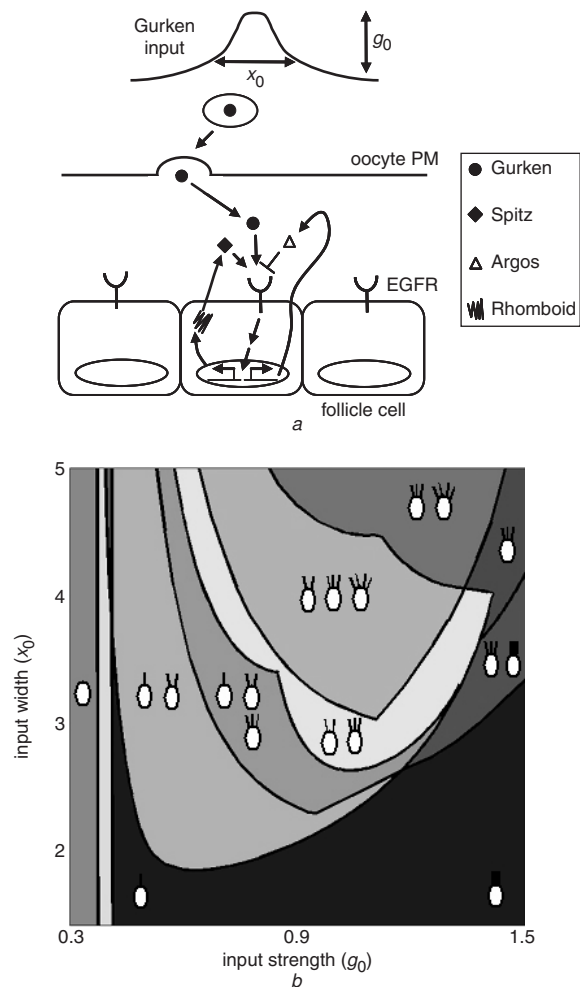 Gurken
input
g0
x0
oocyte PM
Gurken
Spitz
Argos
Rhomboid
EGFR
follicle cell
a
5
4
3
2
input width (x0)
0.3
0.9
1.5
input strength (g0)
b